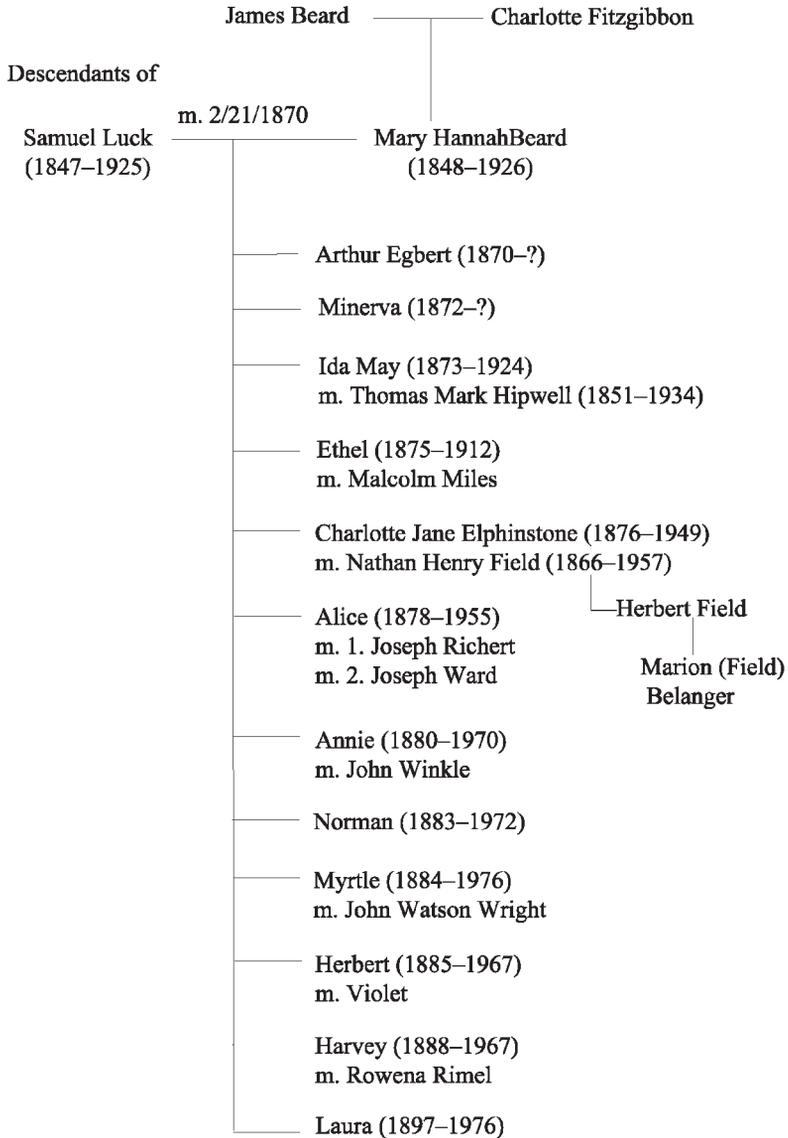 James Beard
Charlotte Fitzgibbon
Descendants of
m. 2/21/1870
Samuel Luck
(1847–1925)
Mary HannahBeard
(1848–1926)
Arthur Egbert (1870–?)
Minerva (1872–?)
Ida May (1873–1924)
m. Thomas Mark Hipwell (1851–1934)
Ethel (1875–1912)
m. Malcolm Miles
Charlotte Jane Elphinstone (1876–1949)
m. Nathan Henry Field (1866–1957)
Herbert Field
Marion (Field)
Belanger
Alice (1878–1955)
m. 1. Joseph Richert
m. 2. Joseph Ward
Annie (1880–1970)
m. John Winkle
Norman (1883–1972)
Myrtle (1884–1976)
m. John Watson Wright
Herbert (1885–1967)
m. Violet
Harvey (1888–1967)
m. Rowena Rimel
Laura (1897–1976)